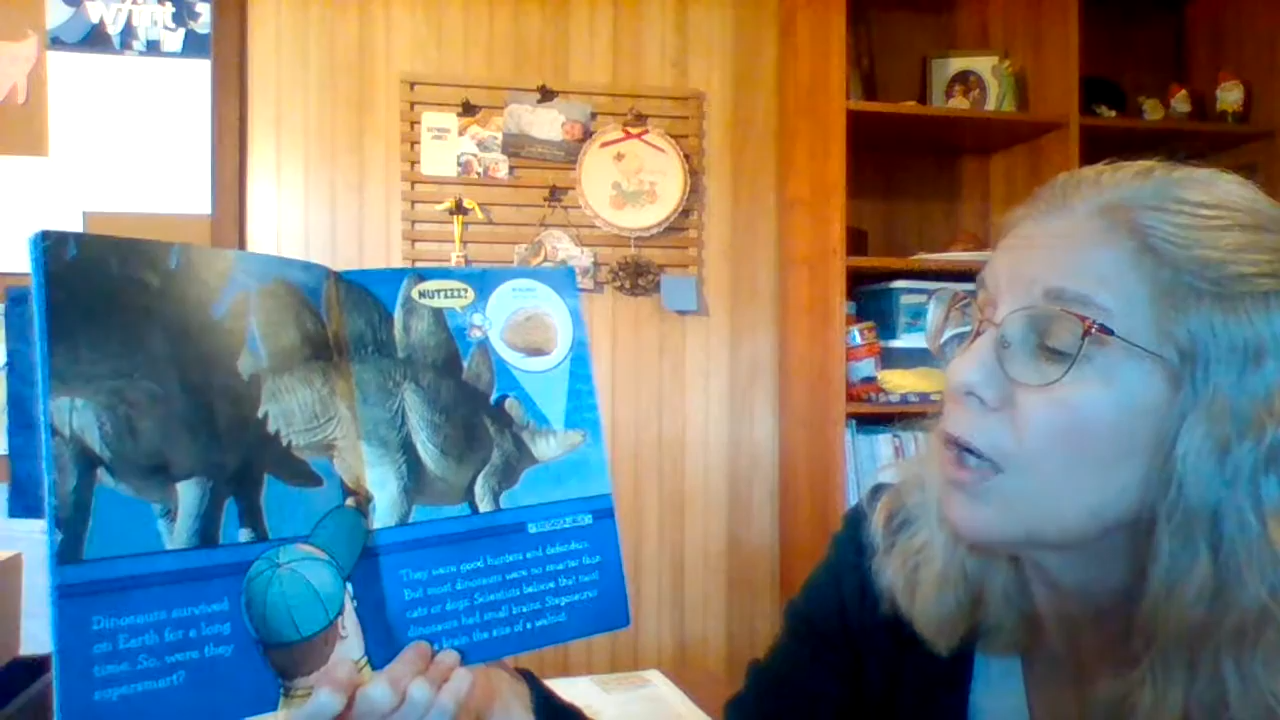 w/int
NUTZZZ?
Dinosaurs survived
on Earth for a long
time. So, were they
supersmart?
They were good hunters and defenders.
But most dinosaurs were no smarter than
cats or dogs. Scientists believe that most
dinosaurs had small brains. Stegosaurus
a brain the size of a walnut.